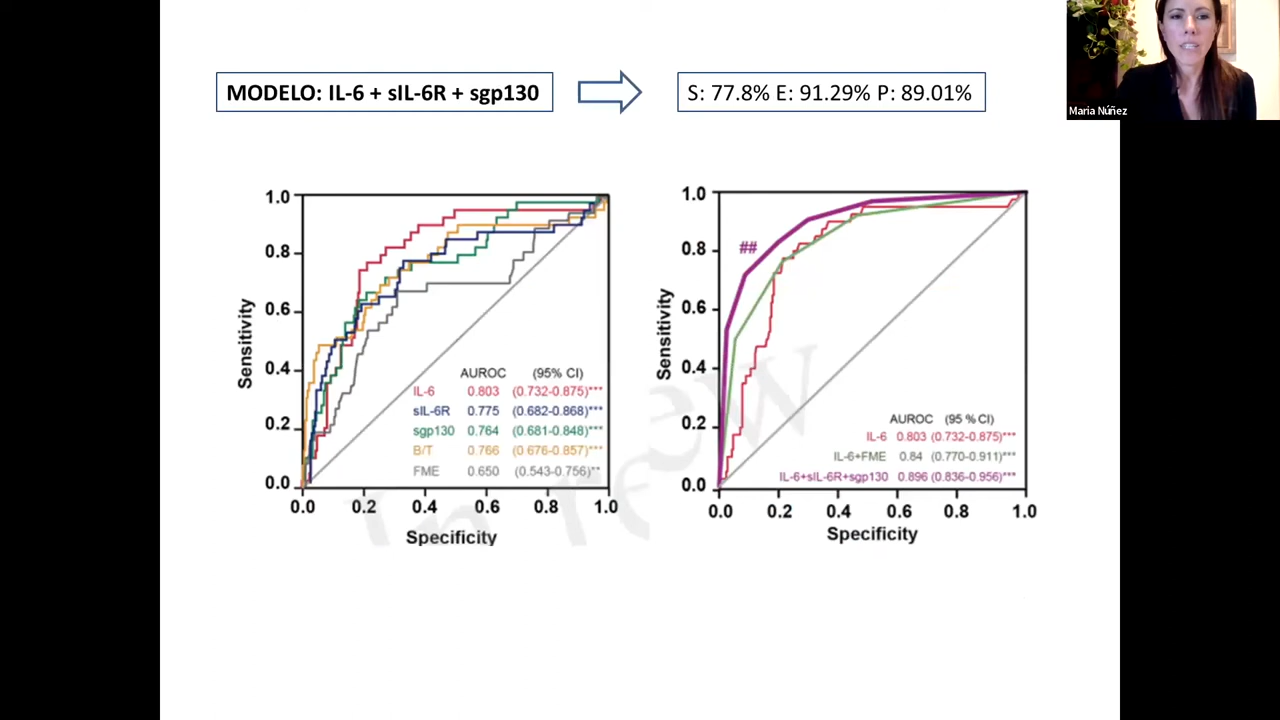 MODELO: IL-6 + sIL-6R + sgp130
S: 77.8% E: 91.29% P: 89.01%
Maria Núñez
1.0
0.8
0.6
0.4
0.2
0.0
Sensitivity
AUROC (95% CI)
IL-6 0.803 (0.732-0.875)***
sIL-6R 0.775 (0.682-0.868)***
sgp130 0.764 (0.681-0.848)***
B/T 0.766 (0.676-0.857)***
FME 0.650 (0.543-0.756)**
0.0 0.2 0.4 0.6 0.8 1.0
Specificity
1.0
0.8
0.6
0.4
0.2
0.0
Sensitivity
##
AUROC (95 % CI)
IL-6 0.803 (0.732-0.875)***
IL-6+FME 0.84 (0.770-0.911)***
IL-6+sIL-6R+sgp130 0.896 (0.836-0.956)***
0.0 0.2 0.4 0.6 0.8 1.0
Specificity
In review